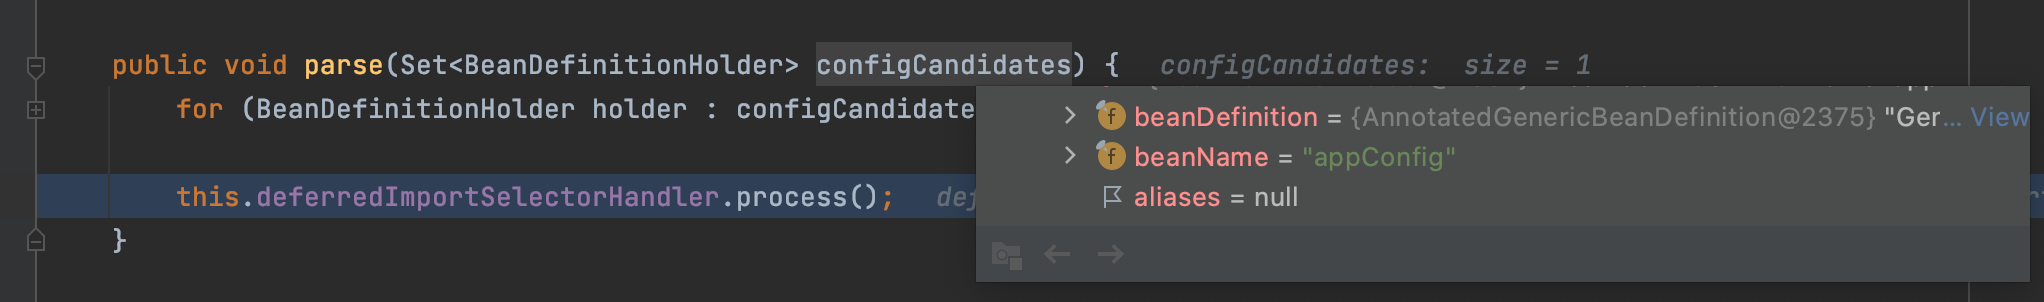 public void parse(Set<BeanDefinitionHolder> configCandidates) { configCandidates: size = 1
for (BeanDefinitionHolder holder : configCandidate
beanDefinition = {AnnotatedGenericBeanDefinition@2375} "Ger... View
beanName = "appConfig"
this.deferredImportSelectorHandler.process(); def
aliases = null
}